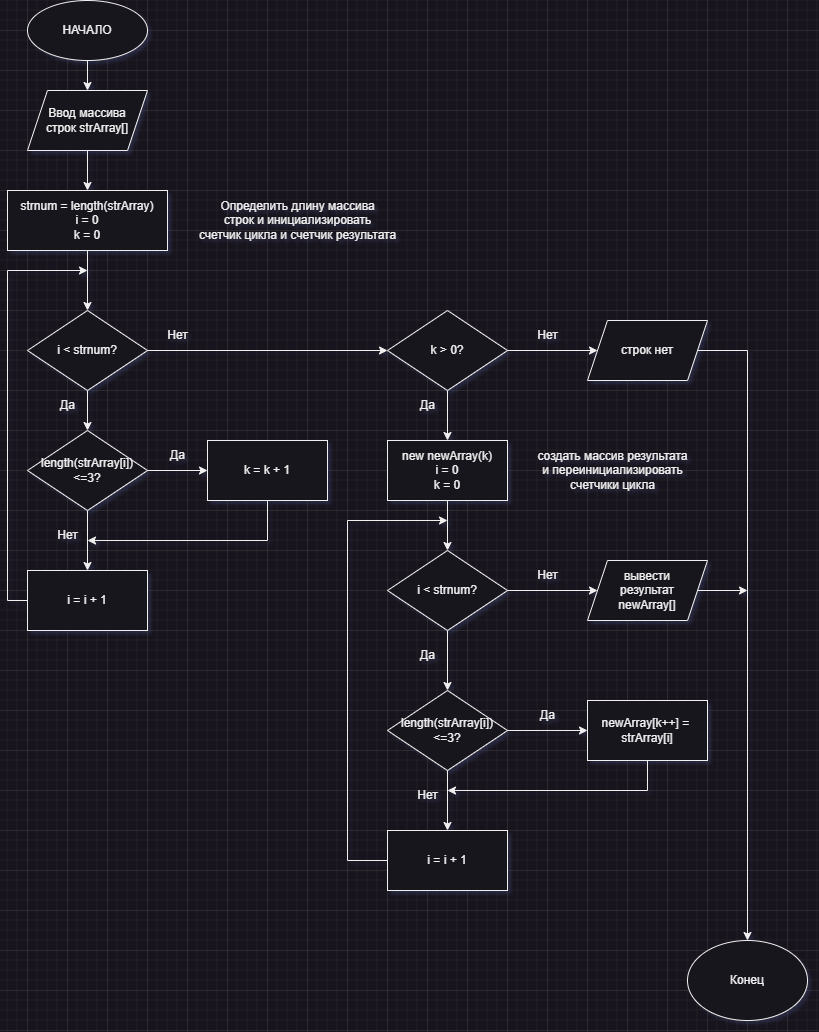 НАЧАЛО
Ввод массива
строк strArray[]
strnum = length(strArray)
i = 0
k = 0
Определить длину массива
строк и инициализировать
счетчик цикла и счетчик результата
i < strnum?
Нет
k > 0?
Нет
строк нет
Да
Да
length(strArray[i])
<=3?
Да
k = k + 1
new newArray(k)
i = 0
k = 0
создать массив результата
и переинициализировать
счетчики цикла
Нет
i = i + 1
i < strnum?
Нет
вывести
результат
newArray[]
Да
length(strArray[i])
<=3?
Да
newArray[k++] =
strArray[i]
Нет
i = i + 1
Конец